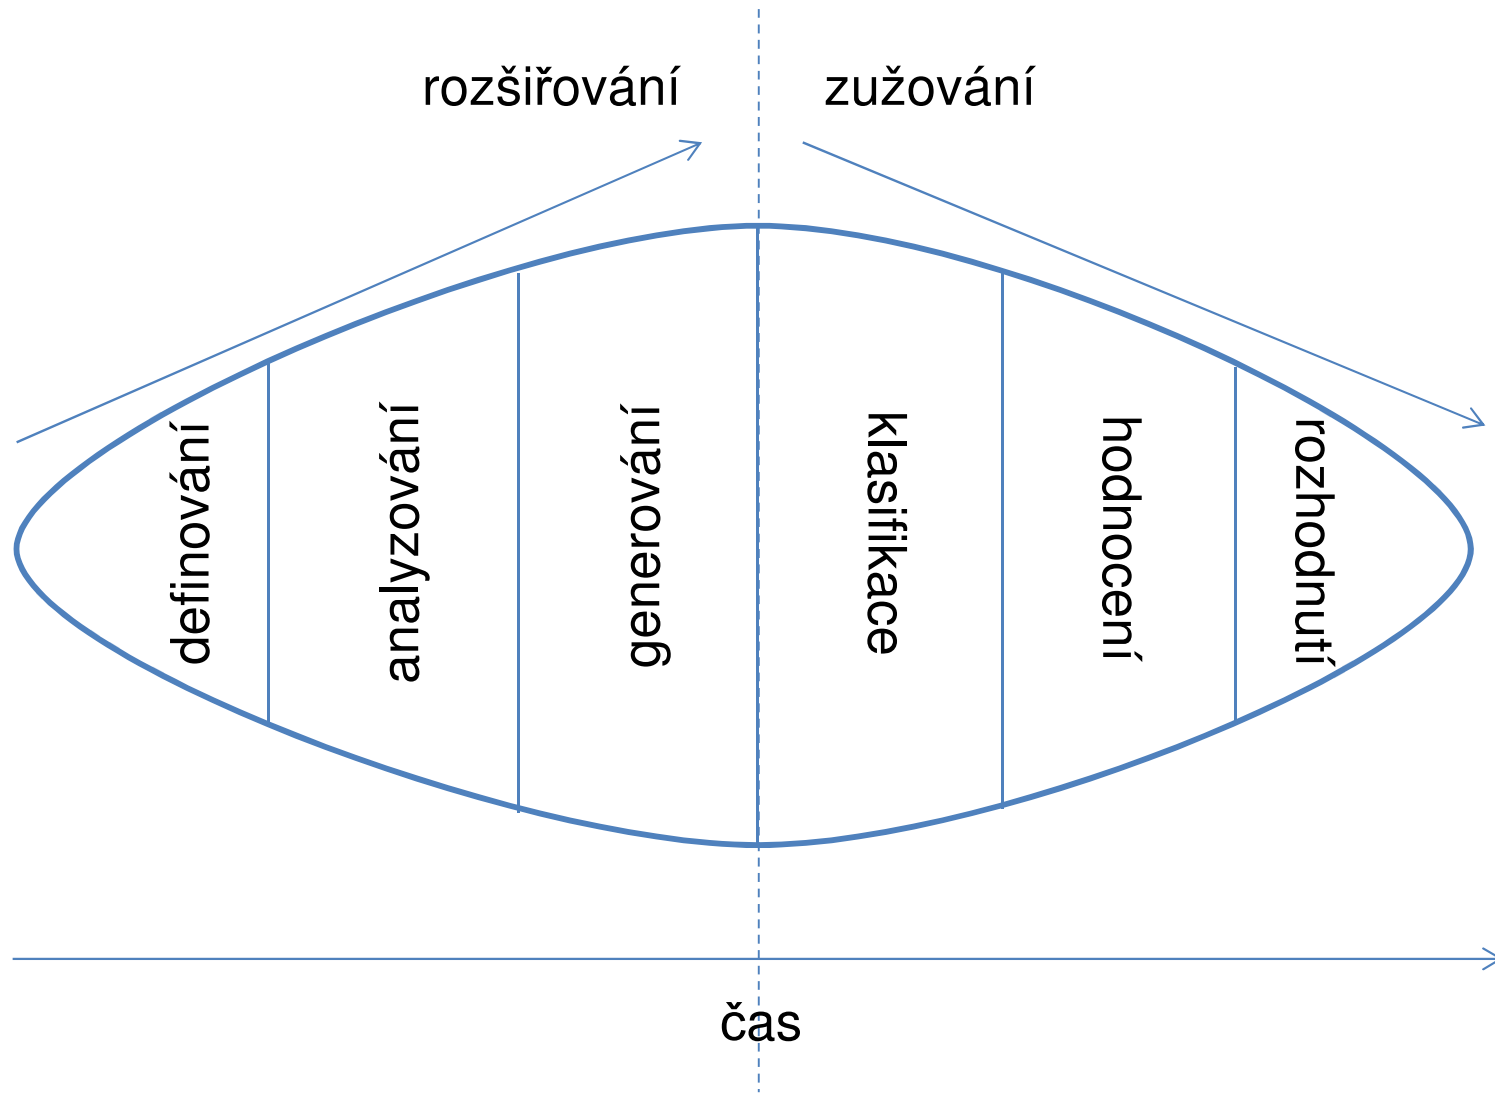 rozšiřování
zužování
definování
analyzování
generování
klasifikace
hodnocení
rozhodnutí
čas